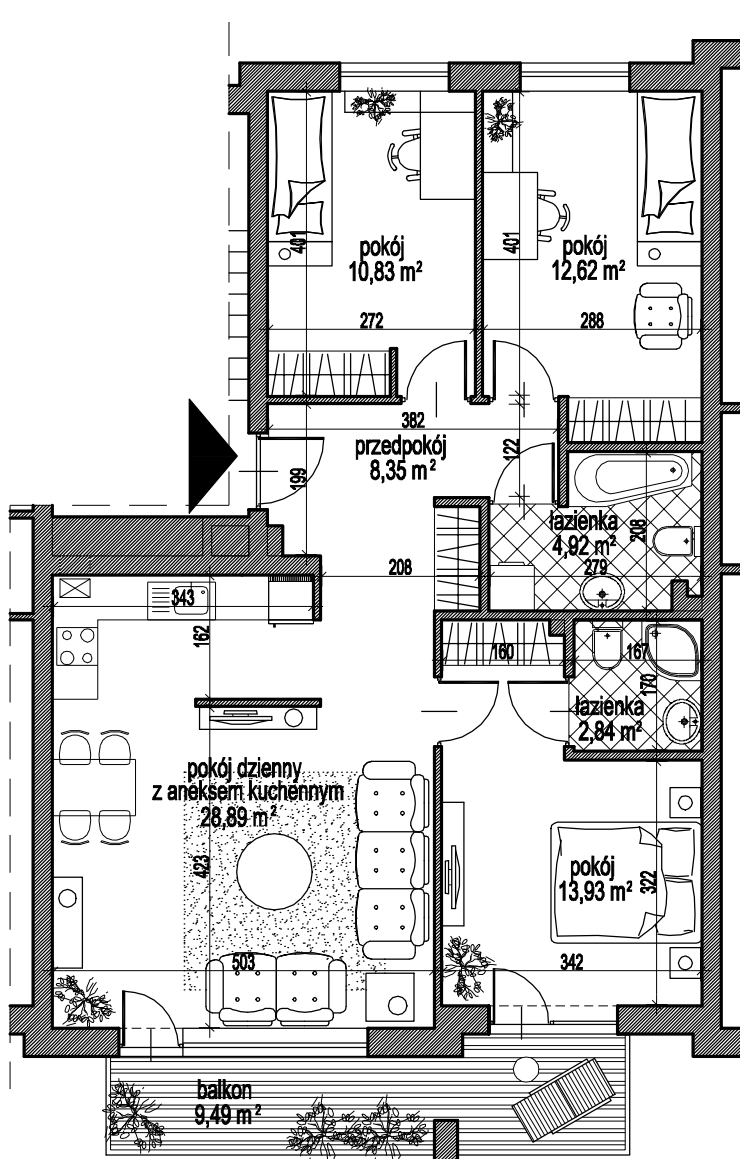 401
pokój
10,83 m²
272
401
pokój
12,62 m²
288
382
przedpokój
8,35 m²
199
122
łazienka
4,92 m²
208
279
208
343
162
160
167
170
łazienka
2,84 m²
pokój dzienny
z aneksem kuchennym
28,89 m²
423
503
pokój
13,93 m²
322
342
balkon
9,49 m²